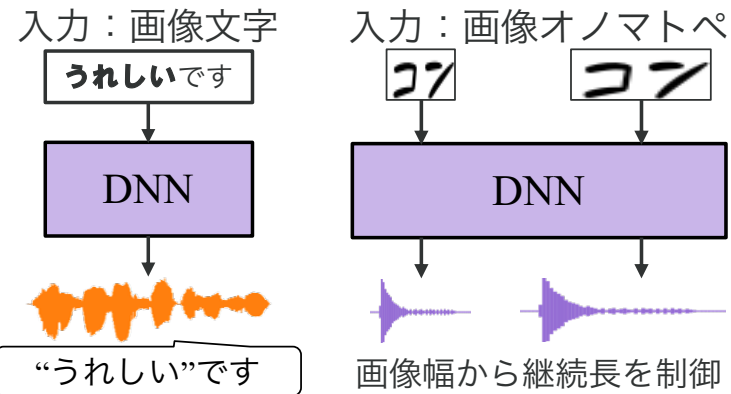 入力：画像文字
うれしいです
DNN
“うれしい”です
入力：画像オノマトペ
コン
コン
DNN
画像幅から継続長を制御